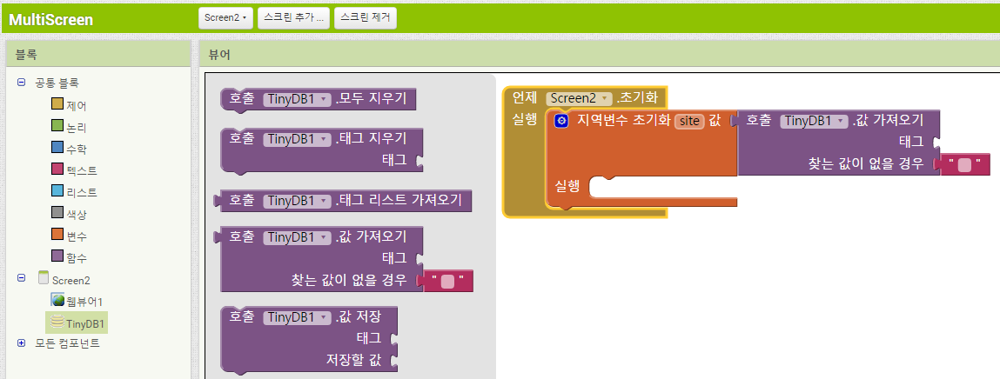 MultiScreen
Screen2
스크린 추가 ...
스크린 제거
블록
공통 블록
제어
논리
수학
텍스트
리스트
색상
변수
함수
Screen2
웹뷰어1
TinyDB1
모든 컴포넌트
뷰어
호출 TinyDB1 .모두 지우기
호출 TinyDB1 .태그 지우기
태그
호출 TinyDB1 .태그 리스트 가져오기
호출 TinyDB1 .값 가져오기
태그
찾는 값이 없을 경우 " "
호출 TinyDB1 .값 저장
태그
저장할 값
언제 Screen2 .초기화
실행 지역변수 초기화 site 값 호출 TinyDB1 .값 가져오기
태그
찾는 값이 없을 경우 " "
실행